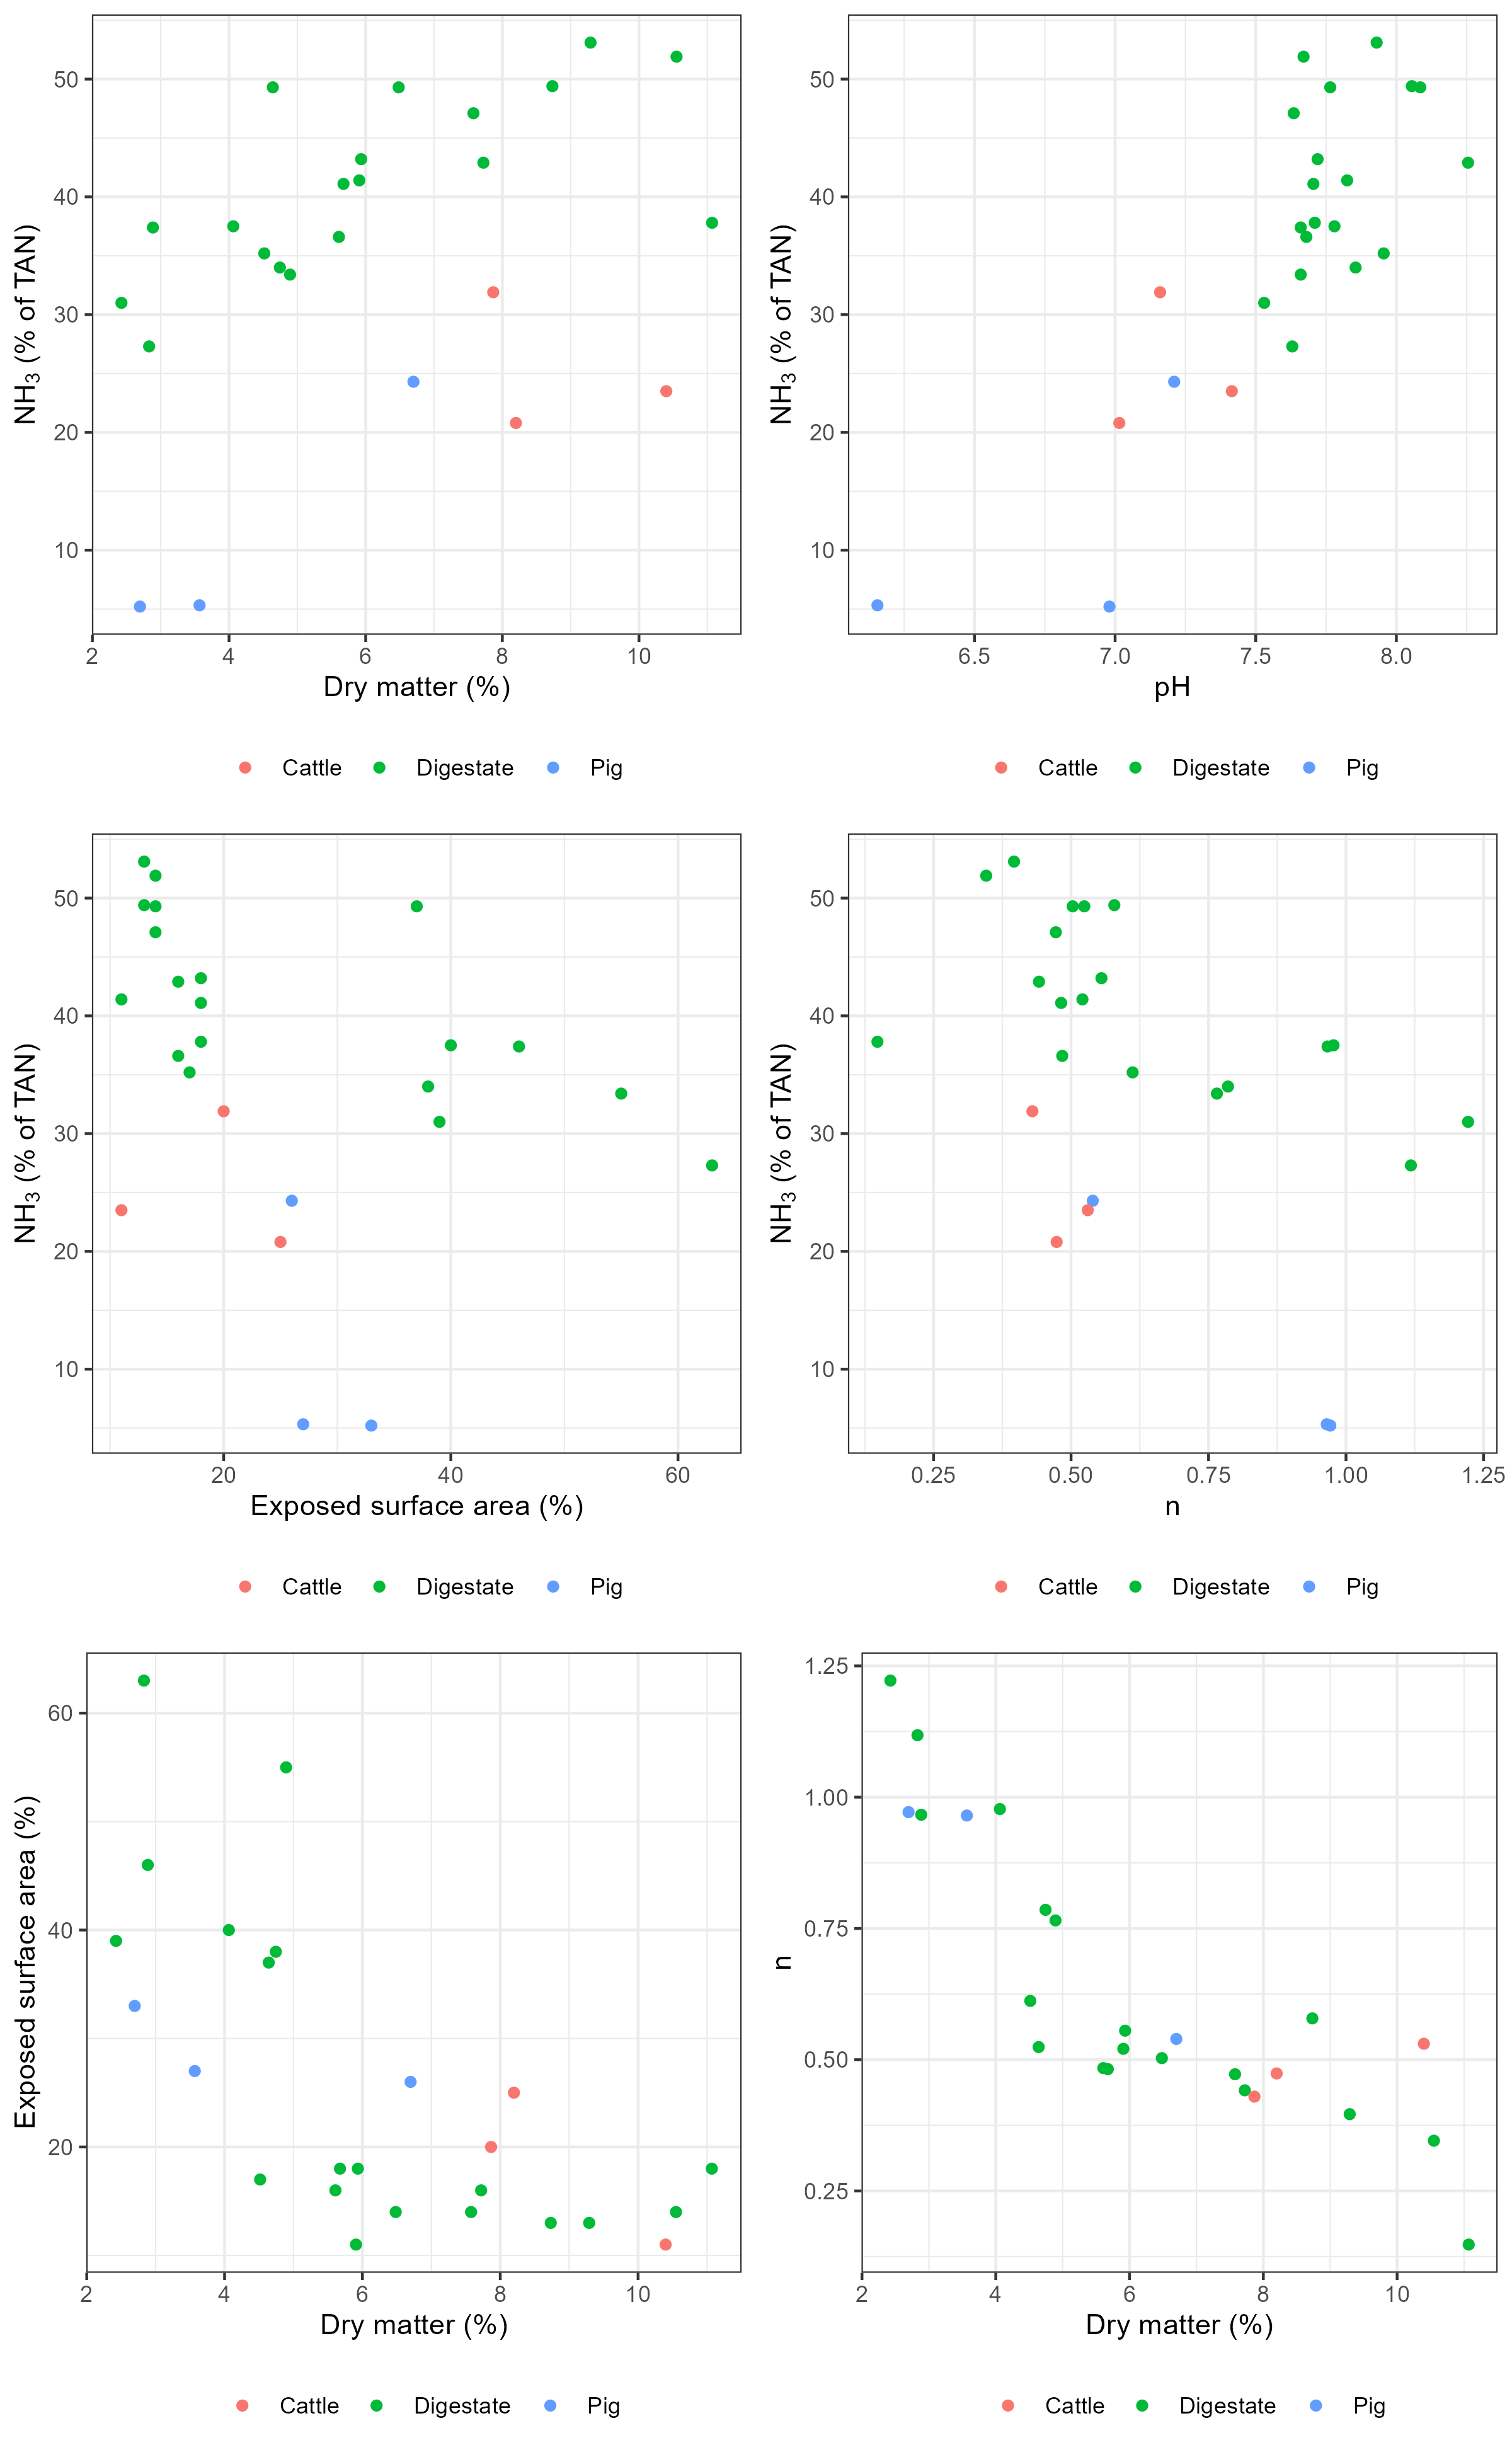 50
40
30
20
10
NH3 (% of TAN)
2 4 6 8 10
Dry matter (%)
Cattle Digestate Pig
50
40
30
20
10
NH3 (% of TAN)
6.5 7.0 7.5 8.0
pH
Cattle Digestate Pig
50
40
30
20
10
NH3 (% of TAN)
20 40 60
Exposed surface area (%)
Cattle Digestate Pig
50
40
30
20
10
NH3 (% of TAN)
0.25 0.50 0.75 1.00 1.25
n
Cattle Digestate Pig
60
40
20
Exposed surface area (%)
2 4 6 8 10
Dry matter (%)
Cattle Digestate Pig
1.25
1.00
0.75
0.50
0.25
n
2 4 6 8 10
Dry matter (%)
Cattle Digestate Pig